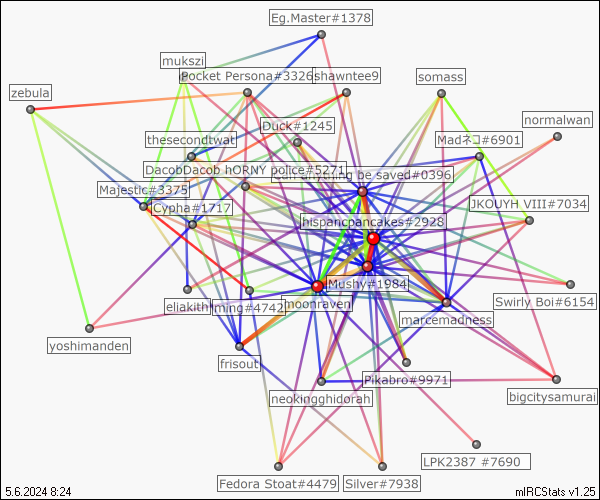 Eg.Master#1378
mukszi
Pocket Persona#3326
shawntee9
somass
zebula
normalwan
Duck#1245
thesecondtwat
Madネコ#6901
DacobDacob hORNY police#5271
be saved#0396
Majestic#3375
Cypha#1717
JKOUYH VIII#7034
hispanopancakes#2928
Mushy#1984
eliakith
ming#4742
moonraven
Swirly Boi#6154
marcemadness
yoshimanden
frisout
Pikabro#9971
neokingghidorah
bigcitysamurai
LPK2387 #7690
Fedora Stoat#4479
Silver#7938
5.6.2024 8:24
mIRCStats v1.25